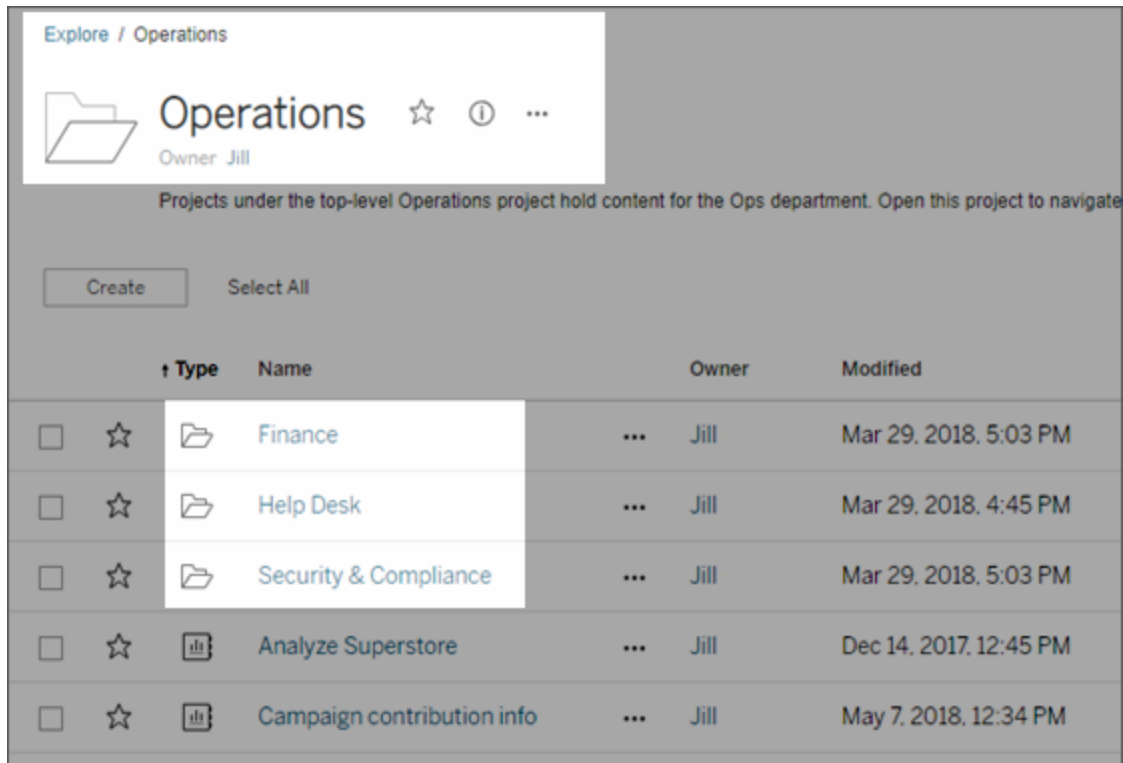 Explore / Operations
Operations
Owner Jill
Projects under the top-level Operations project hold content for the Ops department. Open this project to navigate
Create Select All
↑ Type Name Owner Modified
Finance ... Jill Mar 29, 2018, 5:03 PM
Help Desk ... Jill Mar 29, 2018, 4:45 PM
Security & Compliance ... Jill Mar 29, 2018, 5:03 PM
Analyze Superstore ... Jill Dec 14, 2017, 12:45 PM
Campaign contribution info ... Jill May 7, 2018, 12:34 PM